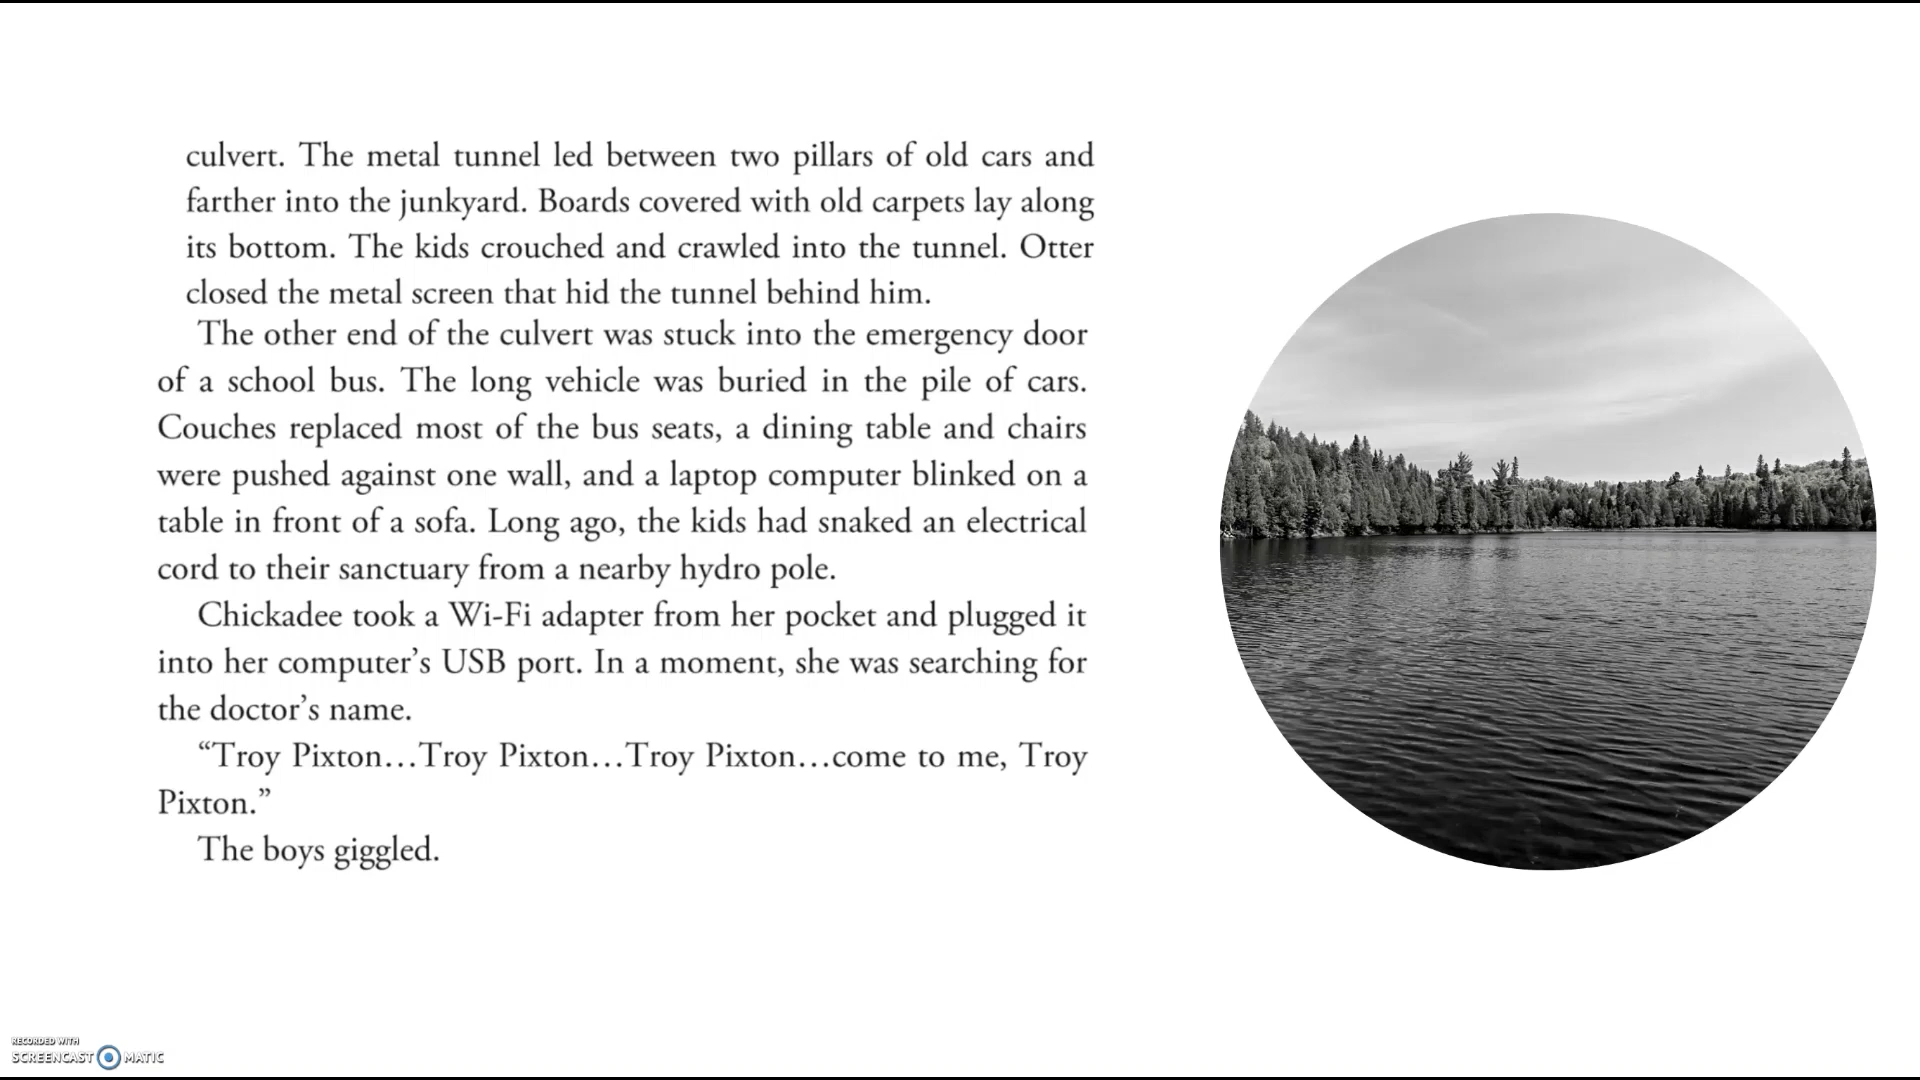 culvert. The metal tunnel led between two pillars of old cars and
farther into the junkyard. Boards covered with old carpets lay along
its bottom. The kids crouched and crawled into the tunnel. Otter
closed the metal screen that hid the tunnel behind him.
The other end of the culvert was stuck into the emergency door
of a school bus. The long vehicle was buried in the pile of cars.
Couches replaced most of the bus seats, a dining table and chairs
were pushed against one wall, and a laptop computer blinked on a
table in front of a sofa. Long ago, the kids had snaked an electrical
cord to their sanctuary from a nearby hydro pole.
Chickadee took a Wi-Fi adapter from her pocket and plugged it
into her computer’s USB port. In a moment, she was searching for
the doctor’s name.
“Troy Pixton…Troy Pixton…Troy Pixton…come to me, Troy
Pixton.”
The boys giggled.
RECORDED WITH
SCREENCAST MATIC